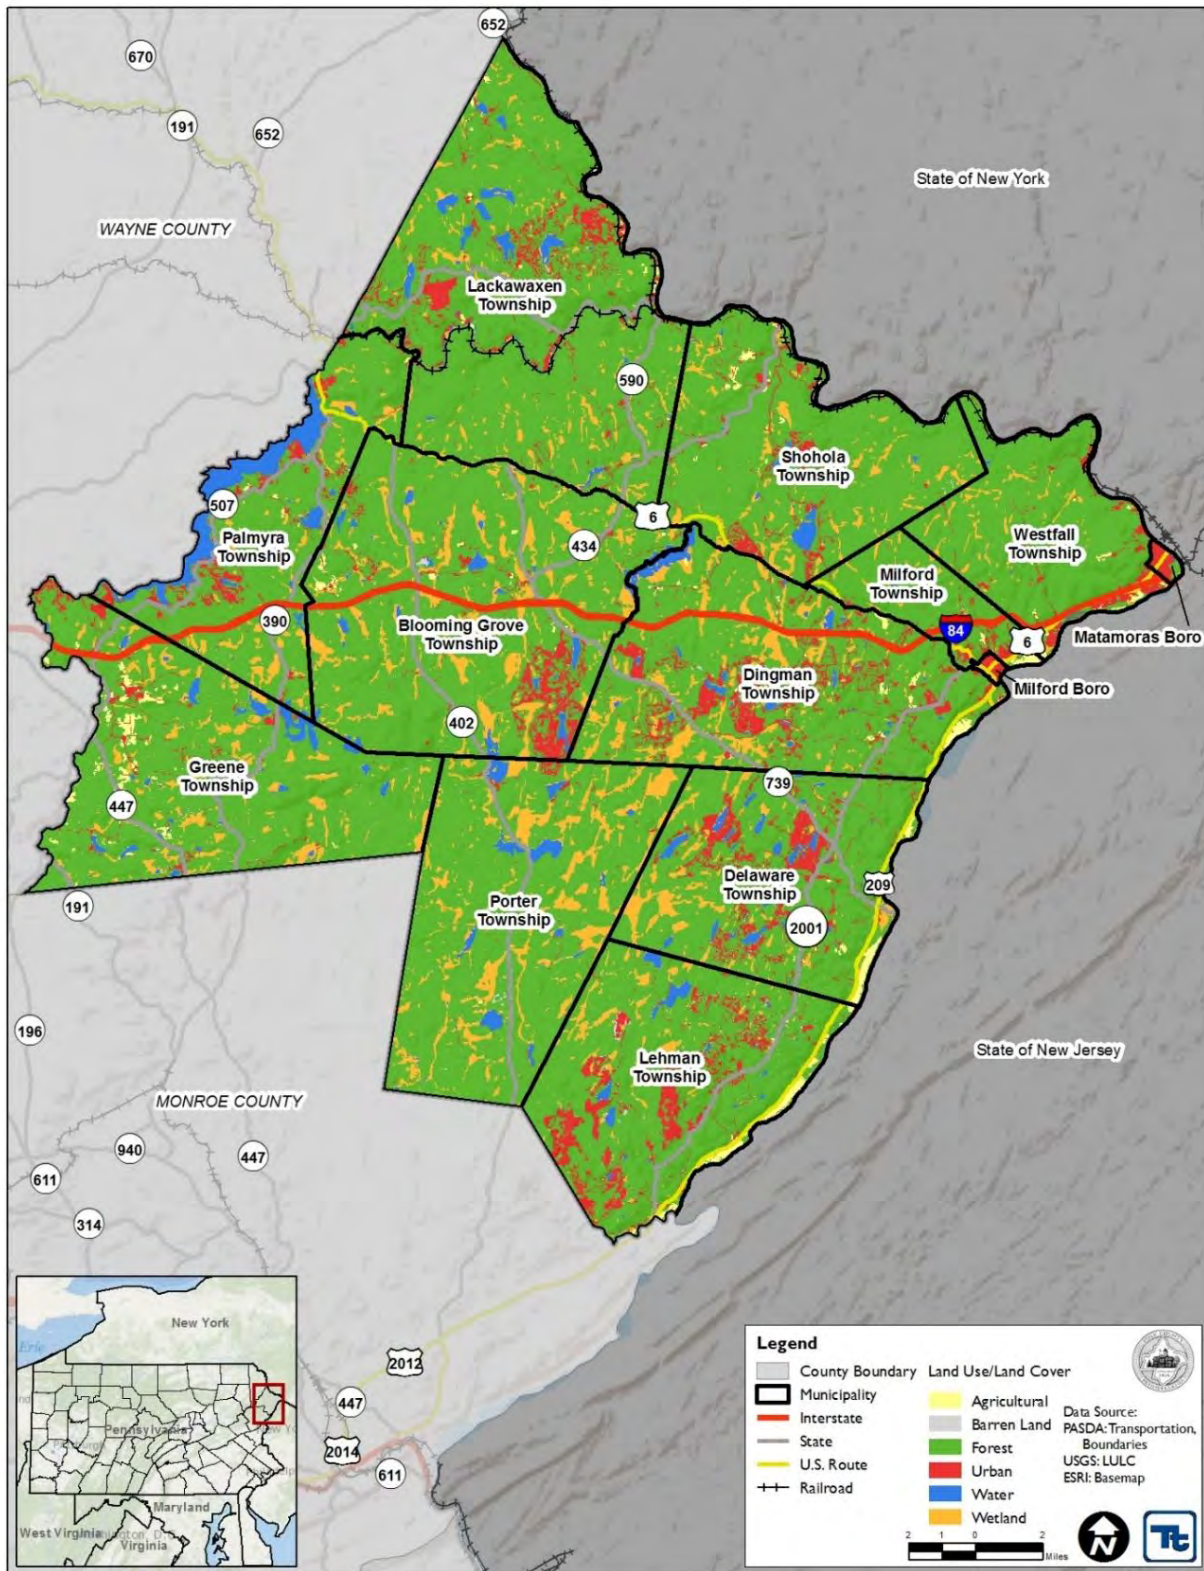 652
670
191
652
State of New York
WAYNE COUNTY
Lackawaxen
Township
590
Shohola
Township
507
6
Palmyra
Township
434
Westfall
Township
Milford
Township
390
Blooming Grove
Township
84
6
Matamoras Boro
Dingman
Township
Milford Boro
402
Greene
Township
739
447
Delaware
Township
209
191
Porter
Township
2001
196
State of New Jersey
Lehman
Township
MONROE COUNTY
940
447
611
314
New York
Erie
Pennsylvania
Maryland
West Virginia
Virginia
2012
447
2014
611
Legend
County Boundary
Municipality
Interstate
State
U.S. Route
Railroad
Land Use/Land Cover
Agricultural
Barren Land
Forest
Urban
Water
Wetland
Data Source:
PASDA: Transportation,
Boundaries
USGS: LULC
ESRI: Basemap
2 1 0 2
Miles
N